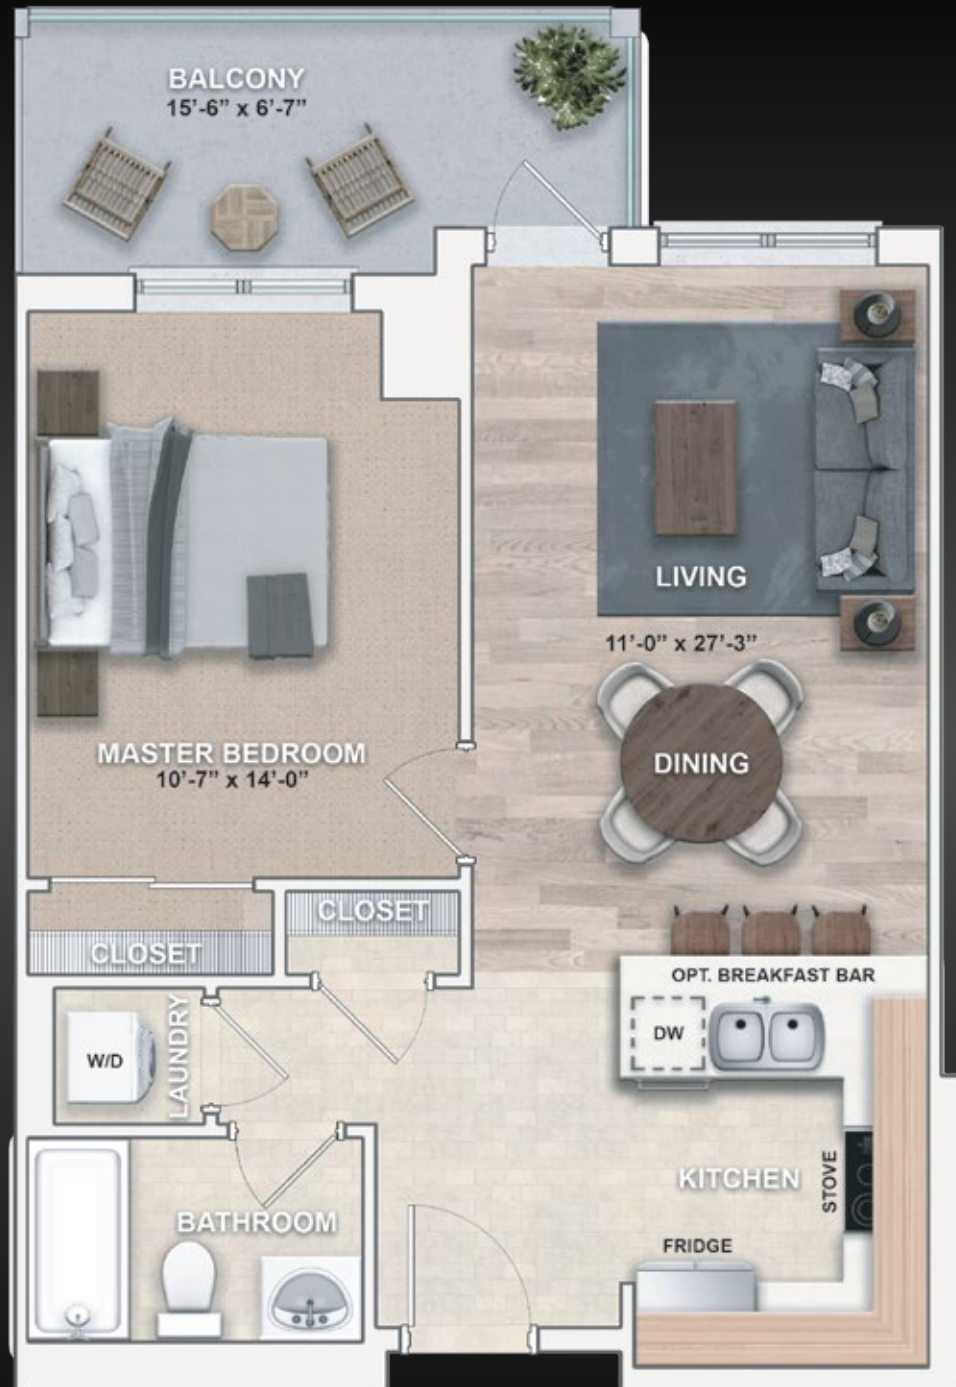 BALCONY
15'-6" x 6'-7"
LIVING
11'-0" x 27'-3"
MASTER BEDROOM
10'-7" x 14'-0"
DINING
CLOSET
CLOSET
OPT. BREAKFAST BAR
DW
LAUNDRY
W/D
KITCHEN
STOVE
BATHROOM
FRIDGE